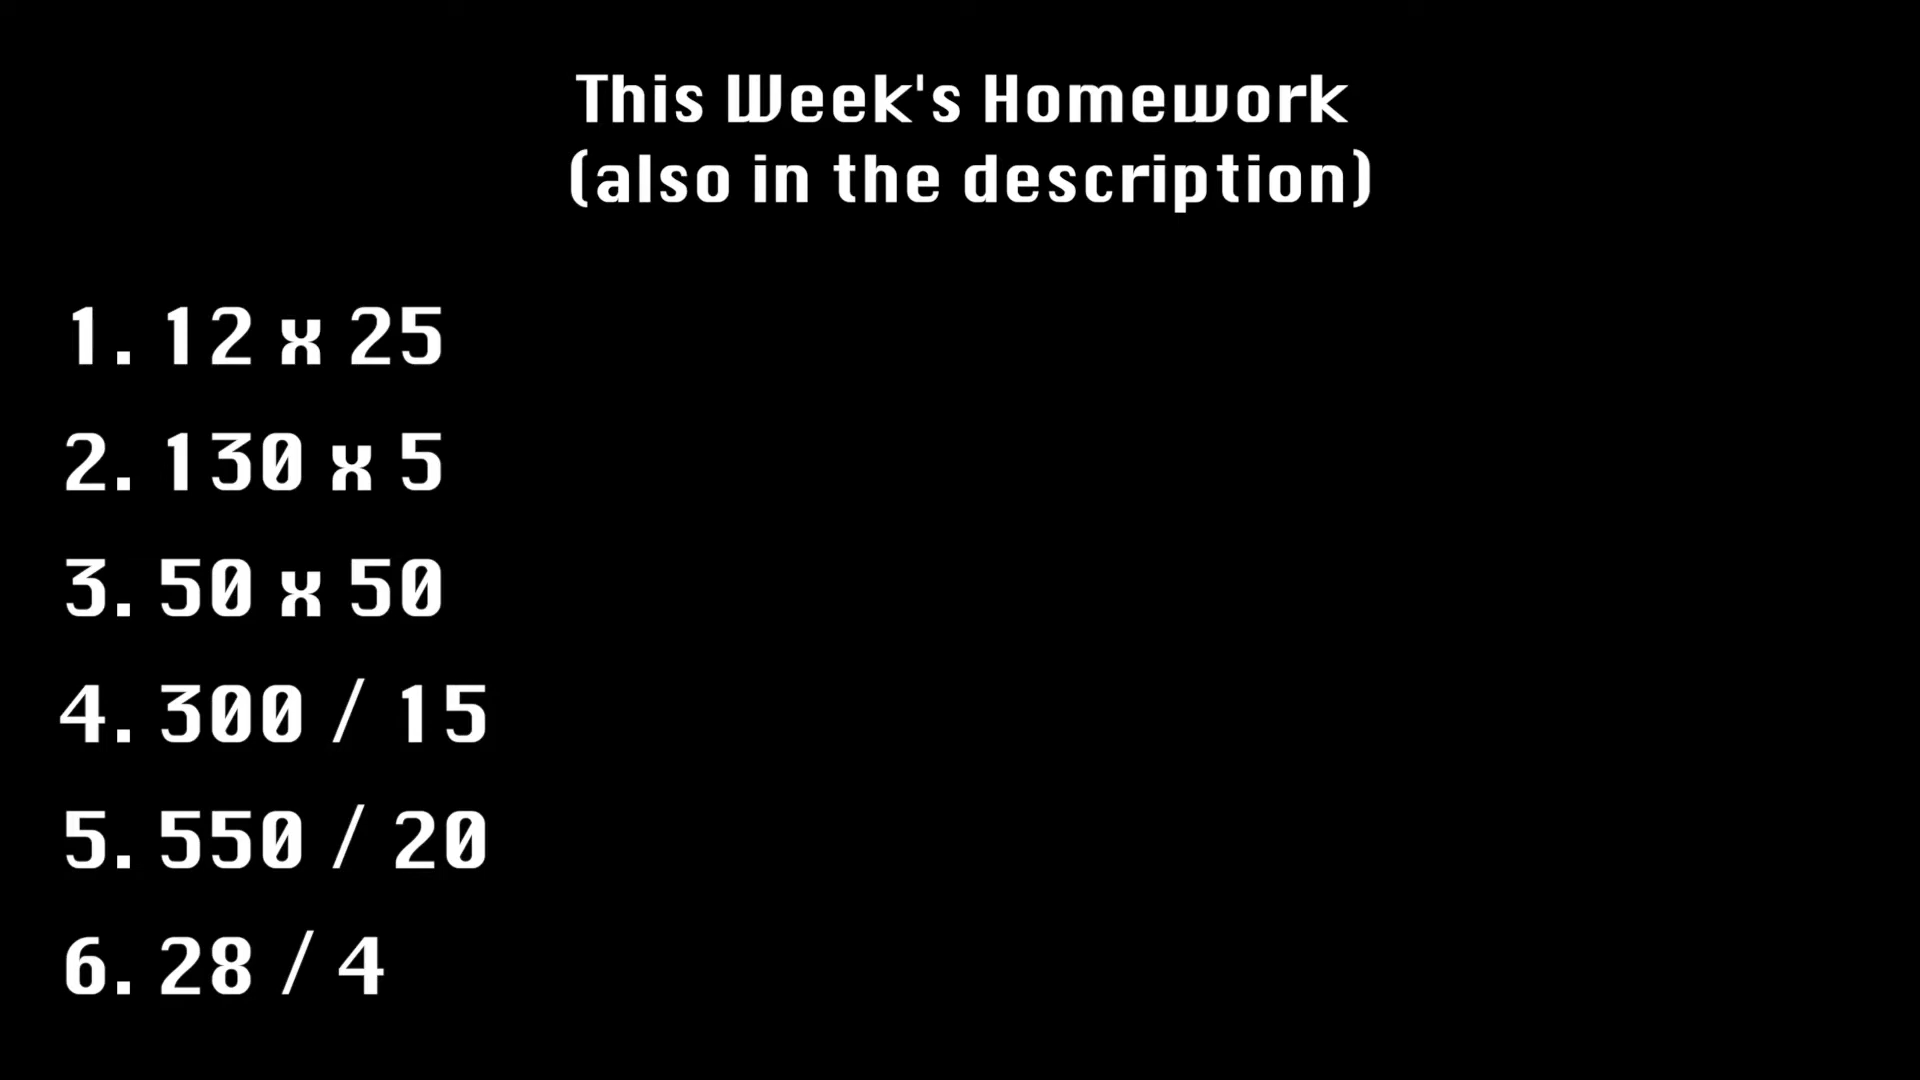 This Week's Homework
(also in the description)
1. 12 x 25
2. 130 x 5
3. 50 x 50
4. 300 / 15
5. 550 / 20
6. 28 / 4